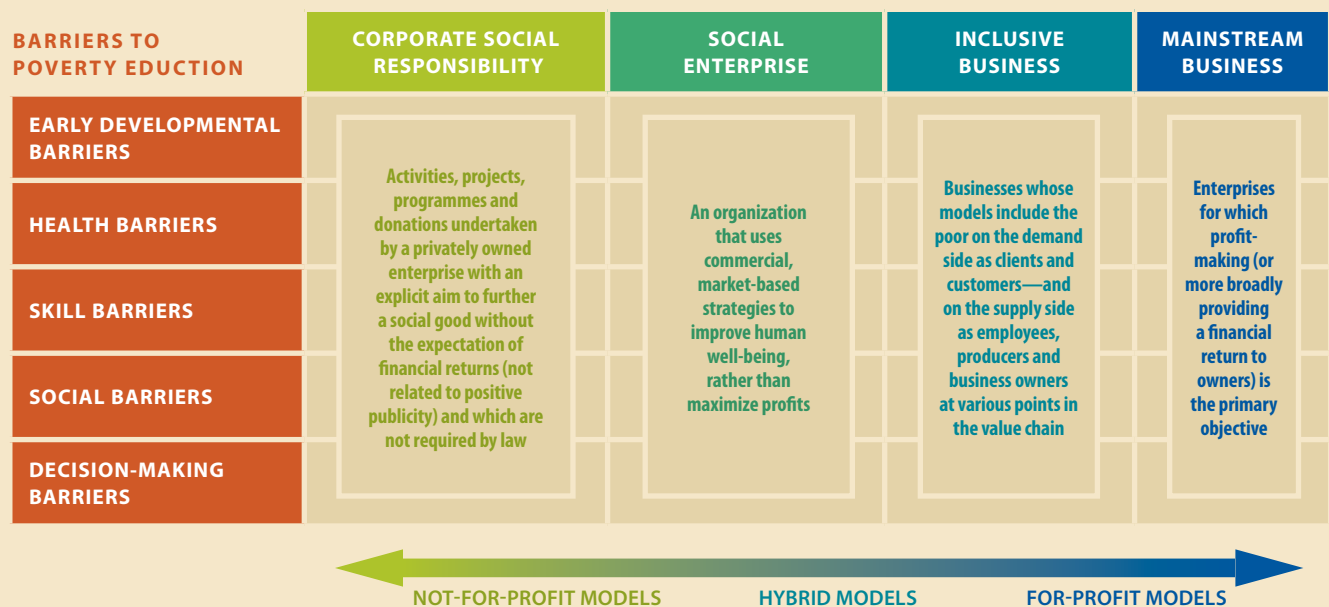 BARRIERS TO
POVERTY EDUCTION
CORPORATE SOCIAL
RESPONSIBILITY
SOCIAL
ENTERPRISE
INCLUSIVE
BUSINESS
MAINSTREAM
BUSINESS
EARLY DEVELOPMENTAL
BARRIERS
HEALTH BARRIERS
SKILL BARRIERS
SOCIAL BARRIERS
DECISION-MAKING
BARRIERS
Activities, projects,
programmes and
donations undertaken
by a privately owned
enterprise with an
explicit aim to further
a social good without
the expectation of
financial returns (not
related to positive
publicity) and which are
not required by law
An organization
that uses
commercial,
market-based
strategies to
improve human
well-being,
rather than
maximize profits
Businesses whose
models include the
poor on the demand
side as clients and
customers—and
on the supply side
as employees,
producers and
business owners
at various points in
the value chain
Enterprises
for which
profit-
making (or
more broadly
providing
a financial
return to
owners) is
the primary
objective
NOT-FOR-PROFIT MODELS
HYBRID MODELS
FOR-PROFIT MODELS